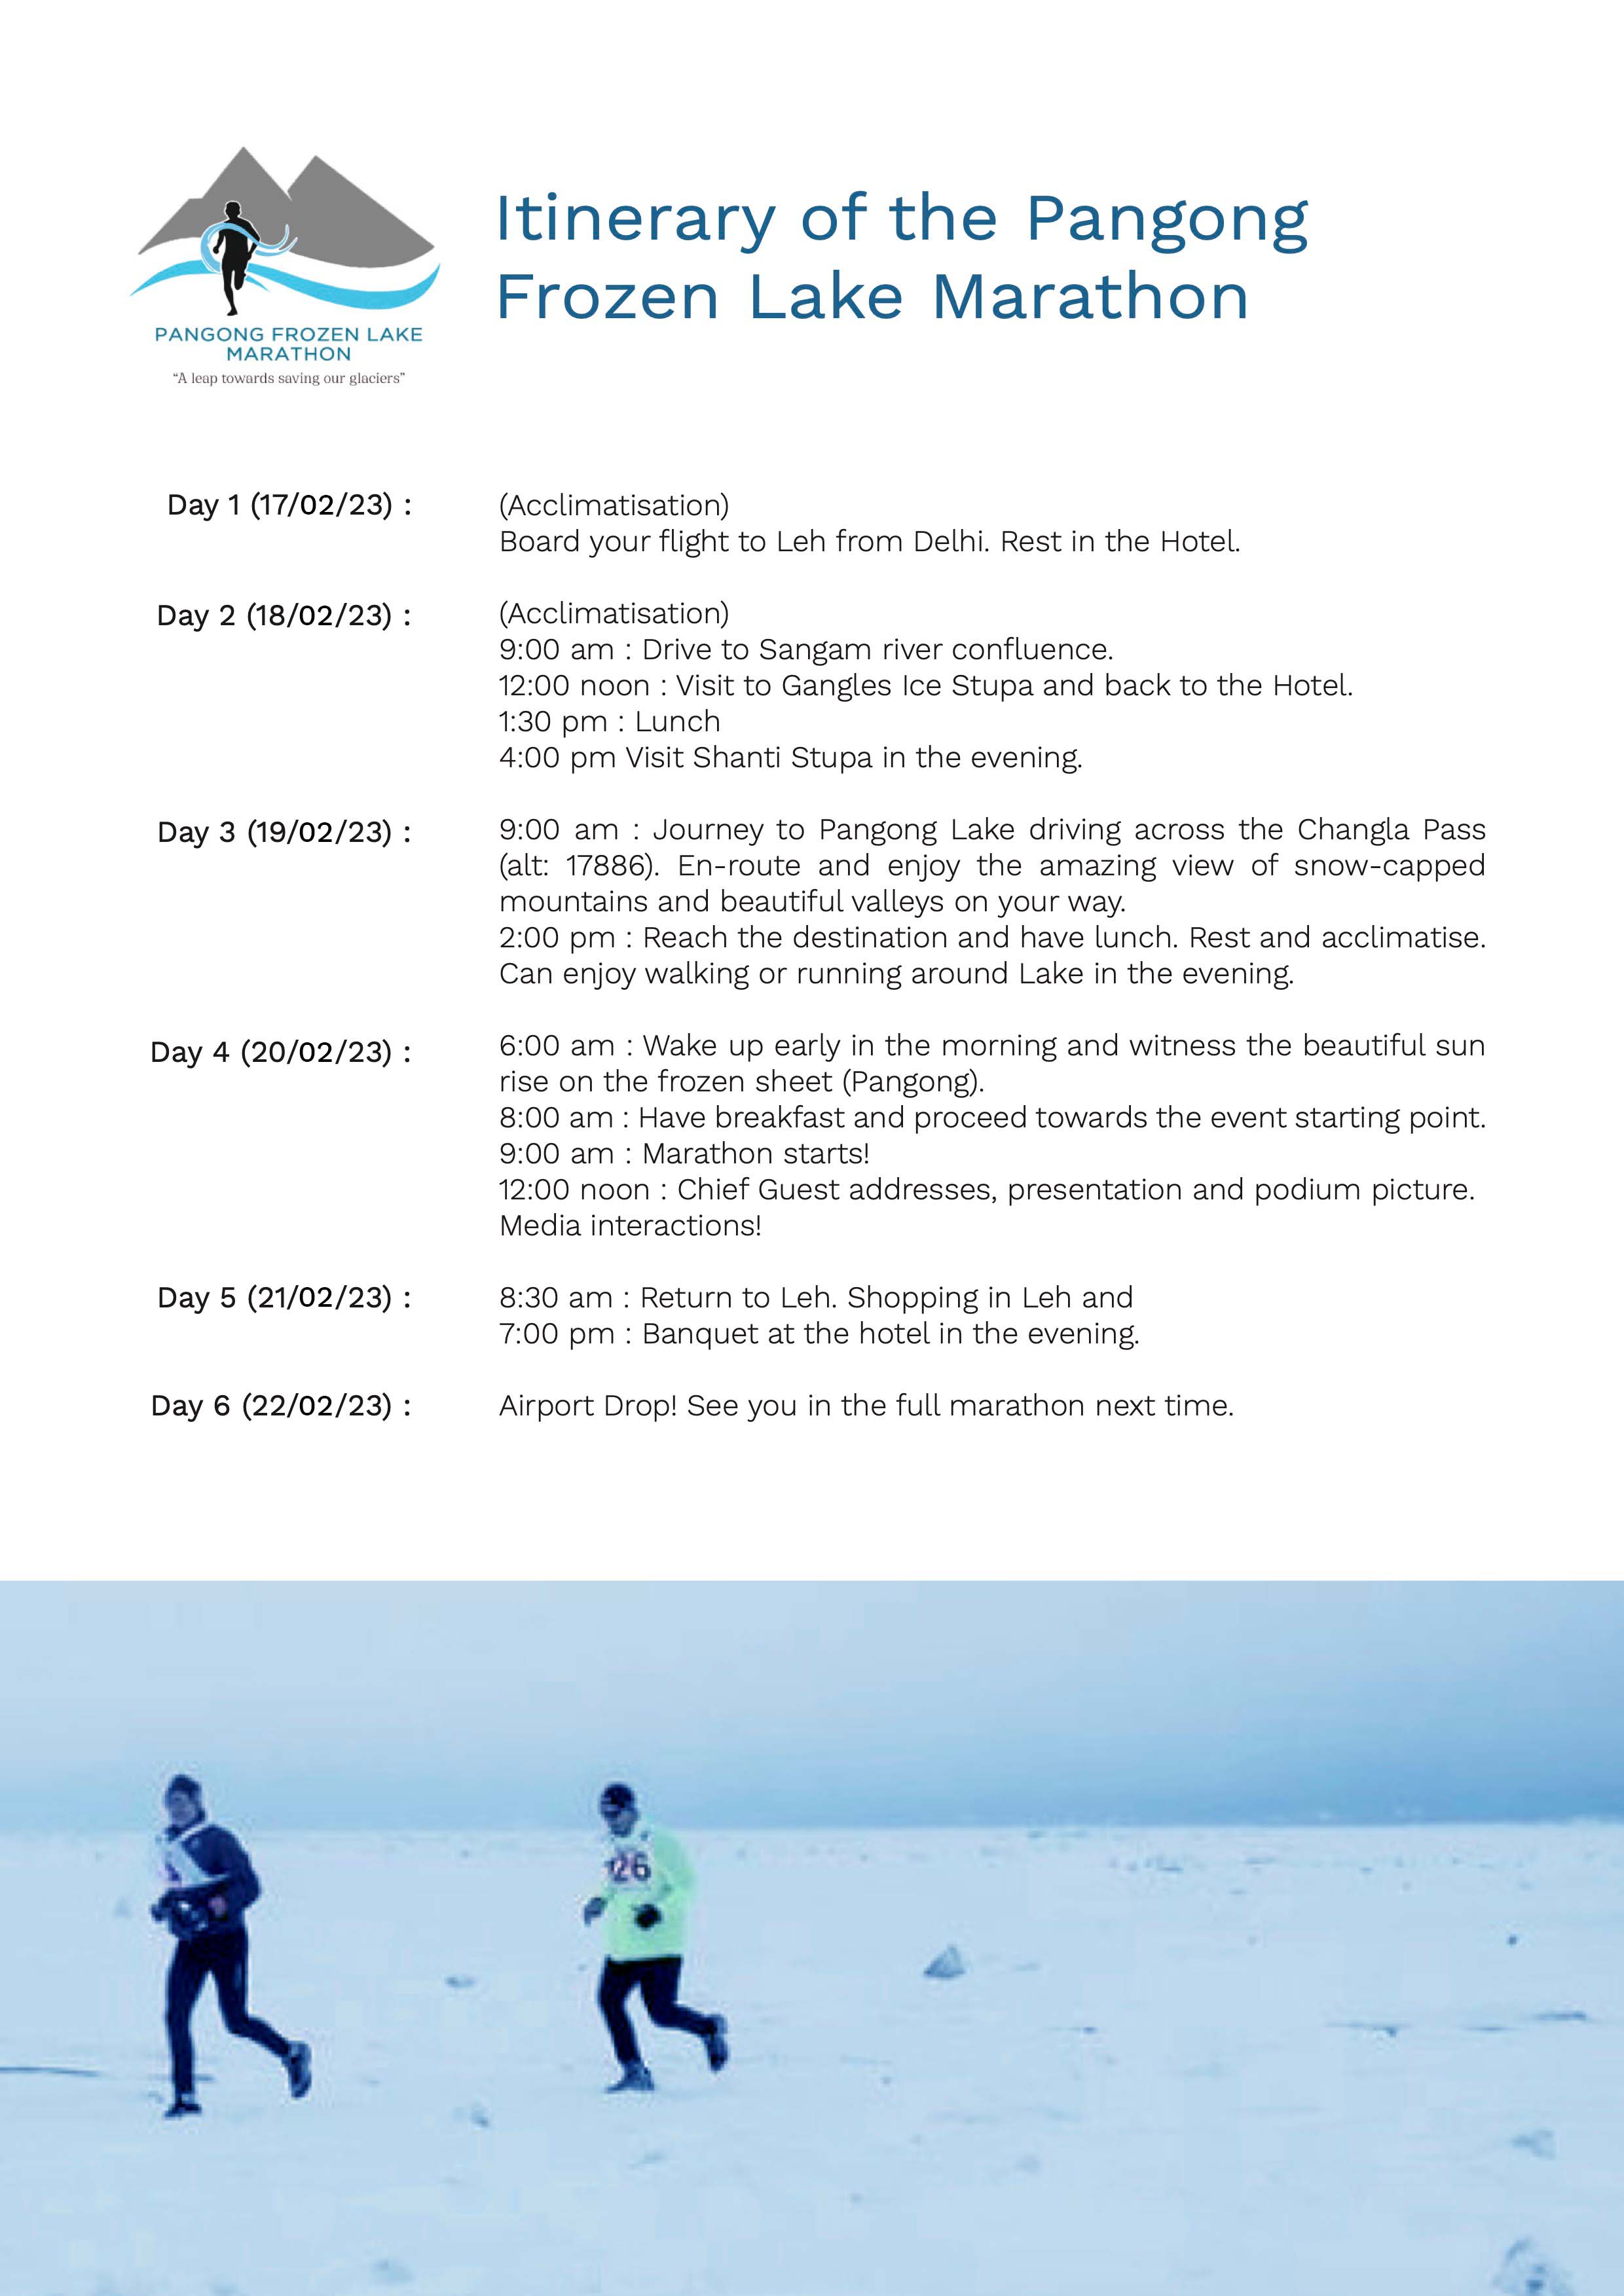 Itinerary of the Pangong
Frozen Lake Marathon
PANGONG FROZEN LAKE
MARATHON
“A leap towards saving our glaciers”
Day 1 (17/02/23) :
(Acclimatisation)
Board your flight to Leh from Delhi. Rest in the Hotel.
Day 2 (18/02/23) :
(Acclimatisation)
9:00 am : Drive to Sangam river confluence.
12:00 noon : Visit to Gangles Ice Stupa and back to the Hotel.
1:30 pm : Lunch
4:00 pm Visit Shanti Stupa in the evening.
Day 3 (19/02/23) :
9:00 am : Journey to Pangong Lake driving across the Changla Pass
(alt: 17886). En-route and enjoy the amazing view of snow-capped
mountains and beautiful valleys on your way.
2:00 pm : Reach the destination and have lunch. Rest and acclimatise.
Can enjoy walking or running around Lake in the evening.
Day 4 (20/02/23) :
6:00 am : Wake up early in the morning and witness the beautiful sun
rise on the frozen sheet (Pangong).
8:00 am : Have breakfast and proceed towards the event starting point.
9:00 am : Marathon starts!
12:00 noon : Chief Guest addresses, presentation and podium picture.
Media interactions!
Day 5 (21/02/23) :
8:30 am : Return to Leh. Shopping in Leh and
7:00 pm : Banquet at the hotel in the evening.
Day 6 (22/02/23) :
Airport Drop! See you in the full marathon next time.
26